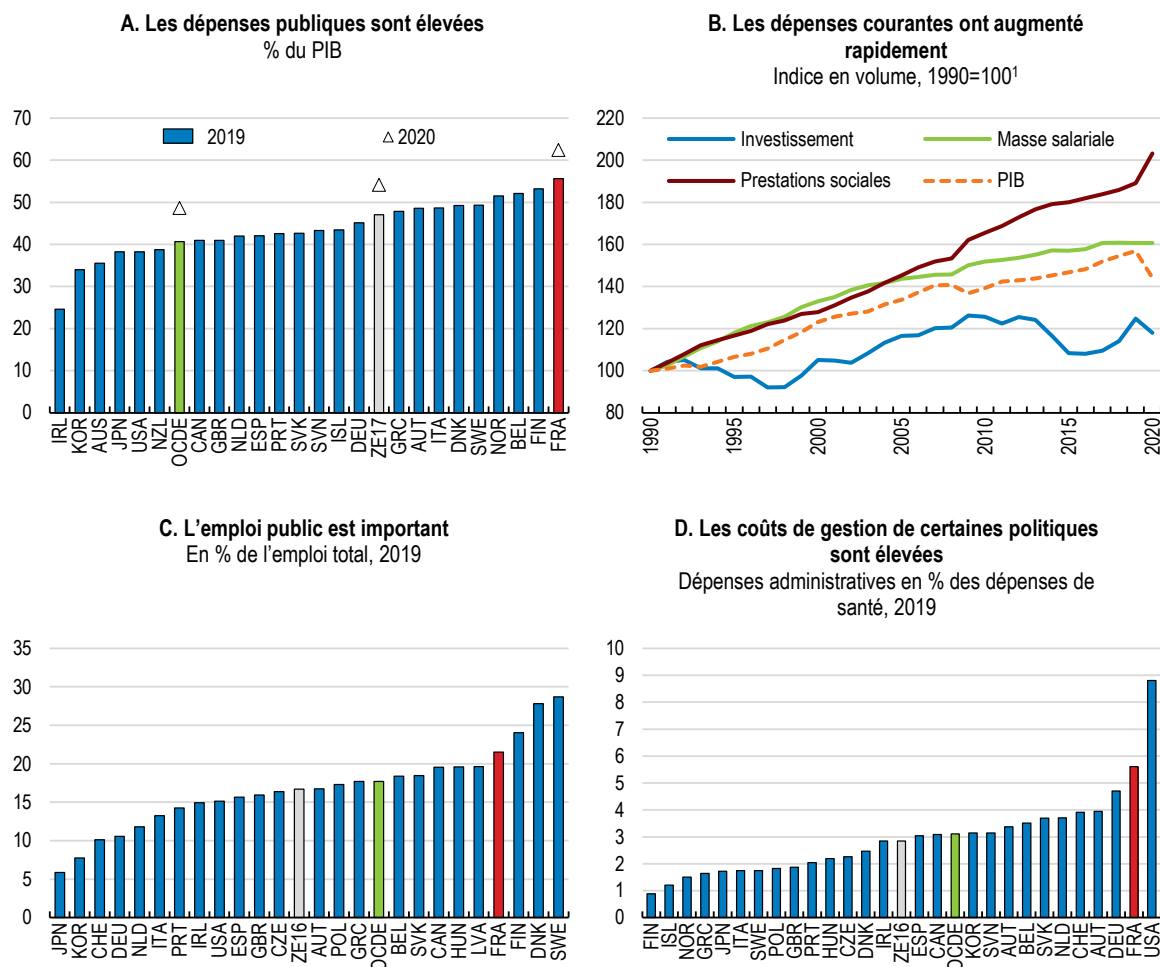 A. Les dépenses publiques sont élevées
% du PIB
70
60
50
40
30
20
10
0
2019
2020
IRL
KOR
AUS
JPN
USA
NZL
OCDE
CAN
GBR
NLD
ESP
PRT
SVK
SVN
ISL
DEU
ZE17
GRC
AUT
ITA
DNK
SWE
NOR
BEL
FIN
FRA
B. Les dépenses courantes ont augmenté
rapidement
Indice en volume, 1990=100¹
220
200
180
160
140
120
100
80
Investissement
Masse salariale
Prestations sociales
PIB
1990
1995
2000
2005
2010
2015
2020
C. L’emploi public est important
En % de l’emploi total, 2019
35
30
25
20
15
10
5
0
JPN
KOR
CHE
DEU
NLD
ITA
PRT
IRL
USA
ESP
GBR
CZE
ZE16
AUT
POL
GRC
OCDE
BEL
SVK
CAN
HUN
LVA
FRA
FIN
DNK
SWE
D. Les coûts de gestion de certaines politiques
sont élevées
Dépenses administratives en % des dépenses de
santé, 2019
10
9
8
7
6
5
4
3
2
1
0
FIN
ISL
NOR
GRC
JPN
ITA
SWE
POL
GBR
PRT
HUN
CZE
DNK
IRL
ZE16
ESP
CAN
OCDE
KOR
SVN
AUT
BEL
SVK
NLD
CHE
AUT
DEU
FRA
USA